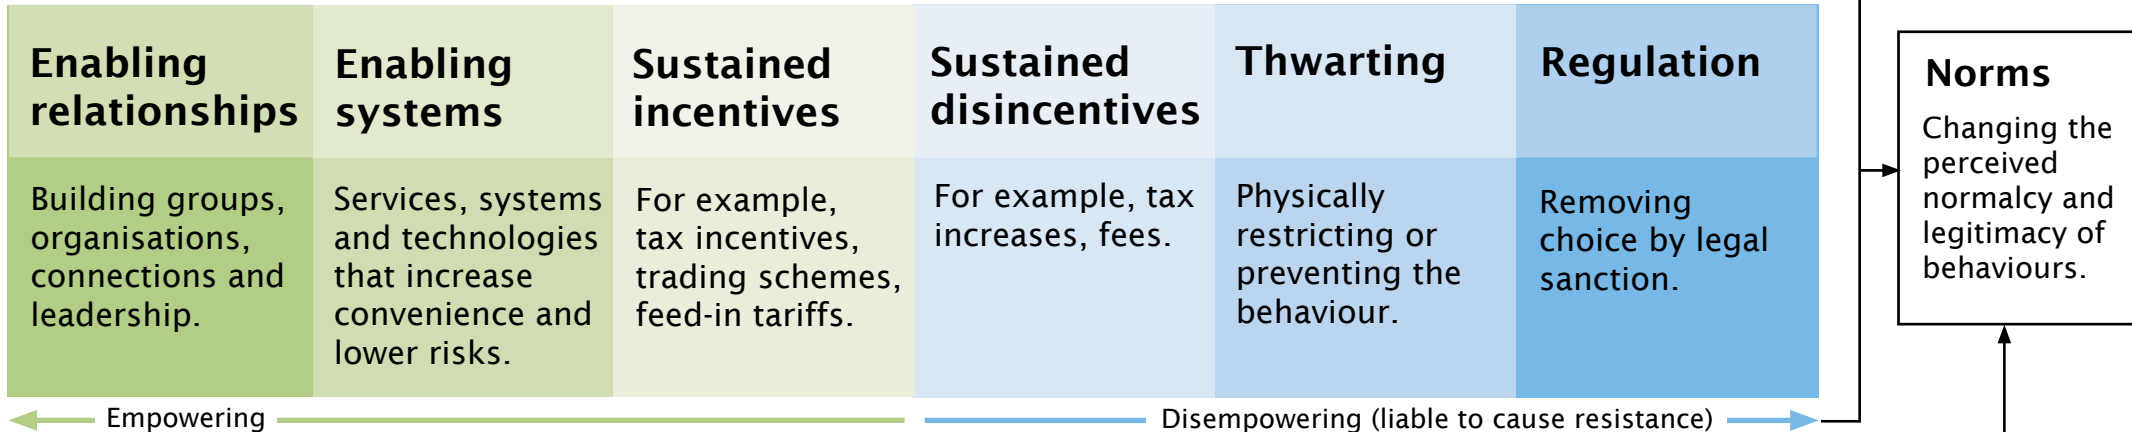 Enabling
relationships
Building groups,
organisations,
connections and
leadership.
Enabling
systems
Services, systems
and technologies
that increase
convenience and
lower risks.
Sustained
incentives
For example,
tax incentives,
trading schemes,
feed-in tariffs.
Sustained
disincentives
For example, tax
increases, fees.
Thwarting
Physically
restricting or
preventing the
behaviour.
Regulation
Removing
choice by legal
sanction.
Norms
Changing the
perceived
normalcy and
legitimacy of
behaviours.
Empowering
Disempowering (liable to cause resistance)